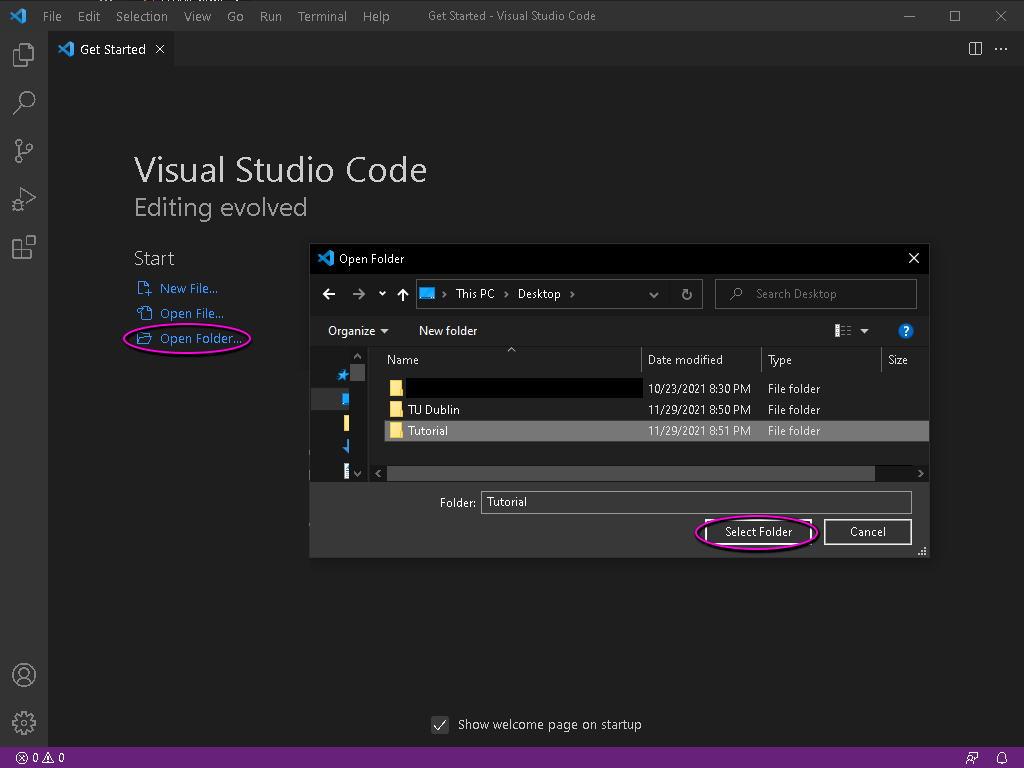 File Edit Selection View Go Run Terminal Help Get Started - Visual Studio Code
Get Started
Visual Studio Code
Editing evolved
Start
New File...
Open File...
Open Folder...
Open Folder
This PC > Desktop >
Search Desktop
Organize New folder
Name Date modified Type Size
10/23/2021 8:30 PM File folder
TU Dublin 11/29/2021 8:50 PM File folder
Tutorial 11/29/2021 8:51 PM File folder
Folder: Tutorial
Select Folder Cancel
Show welcome page on startup
0 0